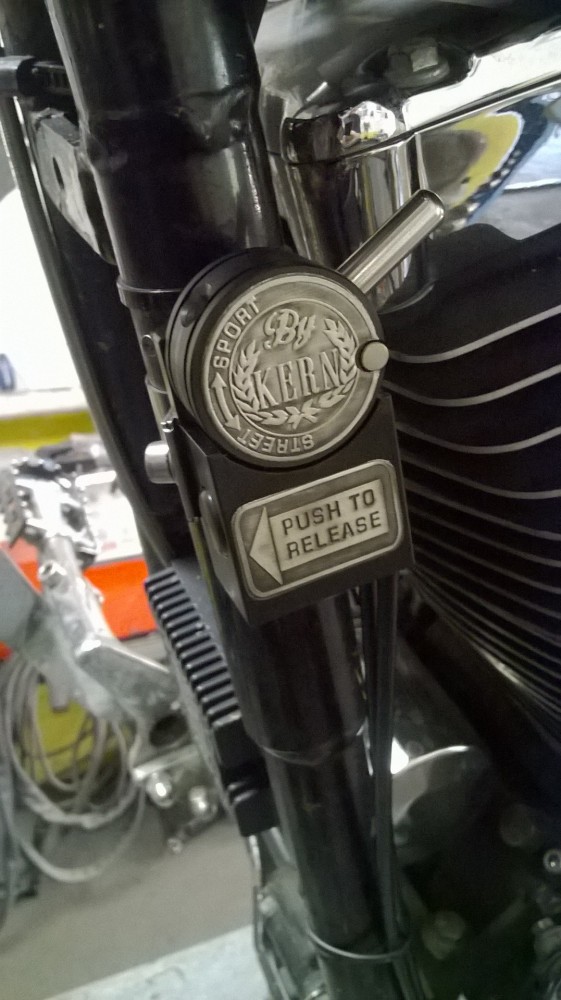 SPORT
By
KERN
STREET
PUSH TO
RELEASE